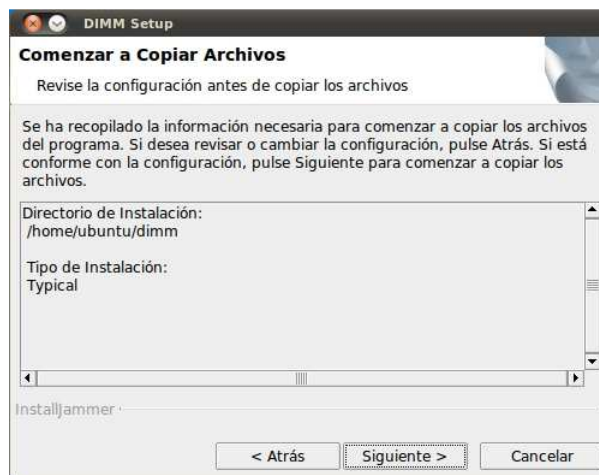 DIMM Setup
Comenzar a Copiar Archivos
Revise la configuración antes de copiar los archivos
Se ha recopilado la información necesaria para comenzar a copiar los archivos
del programa. Si desea revisar o cambiar la configuración, pulse Atrás. Si está
conforme con la configuración, pulse Siguiente para comenzar a copiar los
archivos.
Directorio de Instalación:
/home/ubuntu/dimm
Tipo de Instalación:
Typical
InstallJammer
< Atrás Siguiente > Cancelar